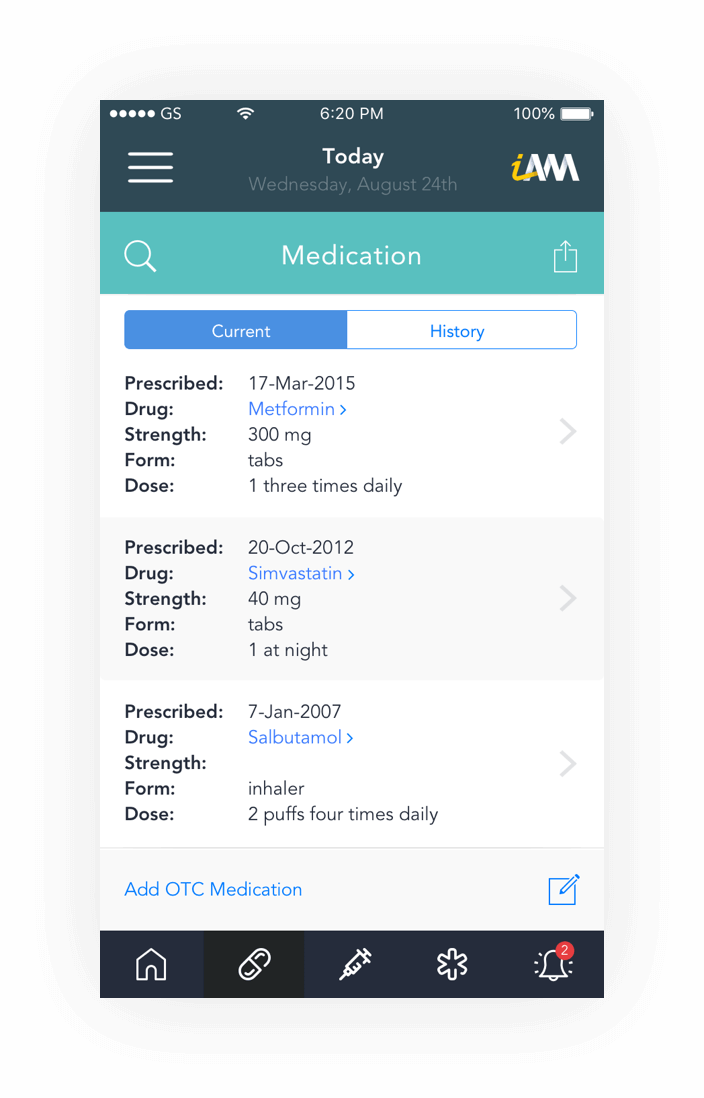 GS 6:20 PM 100%
Today
Wednesday, August 24th
iAM
Medication
Current History
Prescribed: 17-Mar-2015
Drug: Metformin >
Strength: 300 mg
Form: tabs
Dose: 1 three times daily
Prescribed: 20-Oct-2012
Drug: Simvastatin >
Strength: 40 mg
Form: tabs
Dose: 1 at night
Prescribed: 7-Jan-2007
Drug: Salbutamol >
Strength:
Form: inhaler
Dose: 2 puffs four times daily
Add OTC Medication
2